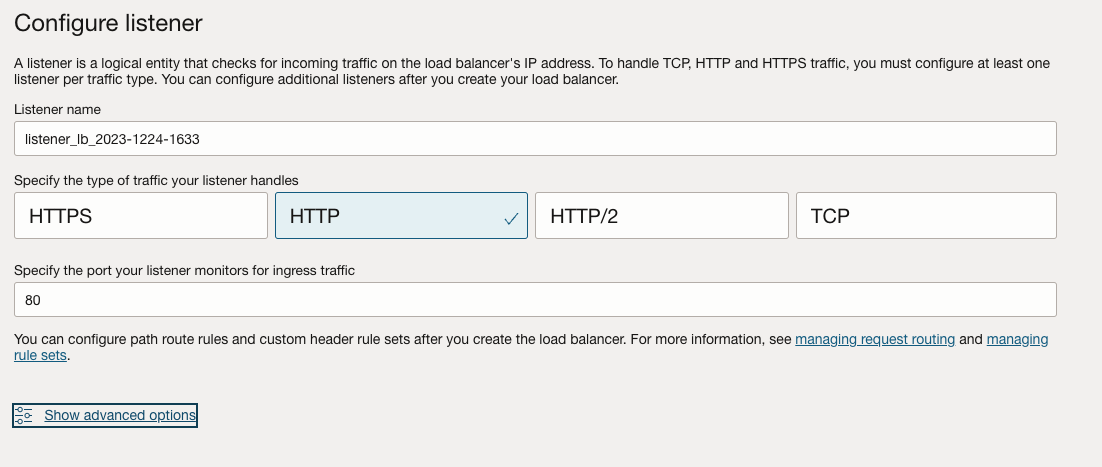 Configure listener
A listener is a logical entity that checks for incoming traffic on the load balancer's IP address. To handle TCP, HTTP and HTTPS traffic, you must configure at least one
listener per traffic type. You can configure additional listeners after you create your load balancer.
Listener name
listener_lb_2023-1224-1633
Specify the type of traffic your listener handles
HTTPS HTTP HTTP/2 TCP
Specify the port your listener monitors for ingress traffic
80
You can configure path route rules and custom header rule sets after you create the load balancer. For more information, see managing request routing and managing
rule sets.
Show advanced options